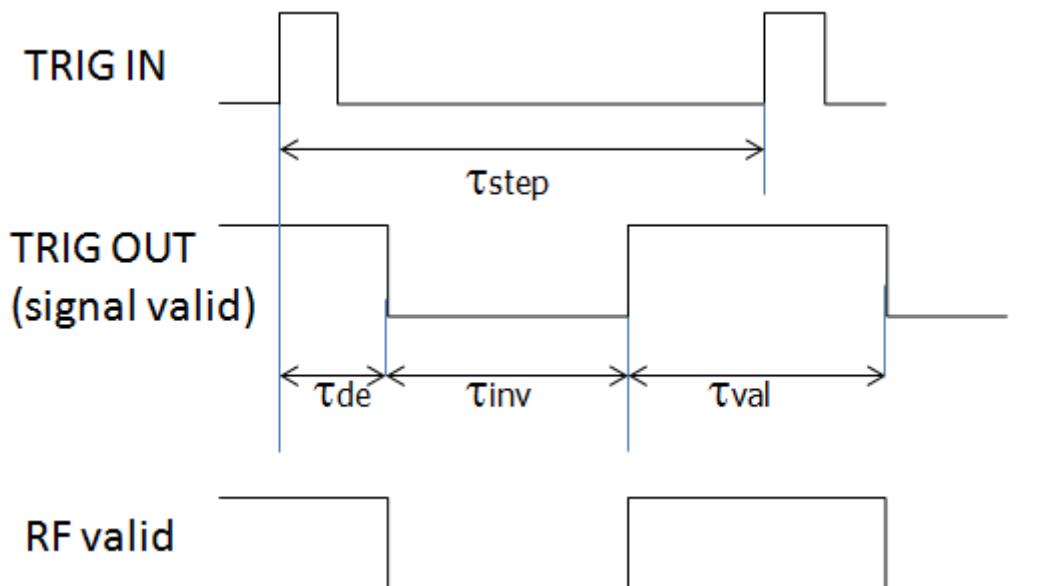 TRIG IN
τstep
TRIG OUT
(signal valid)
τde
τinv
τval
RF valid